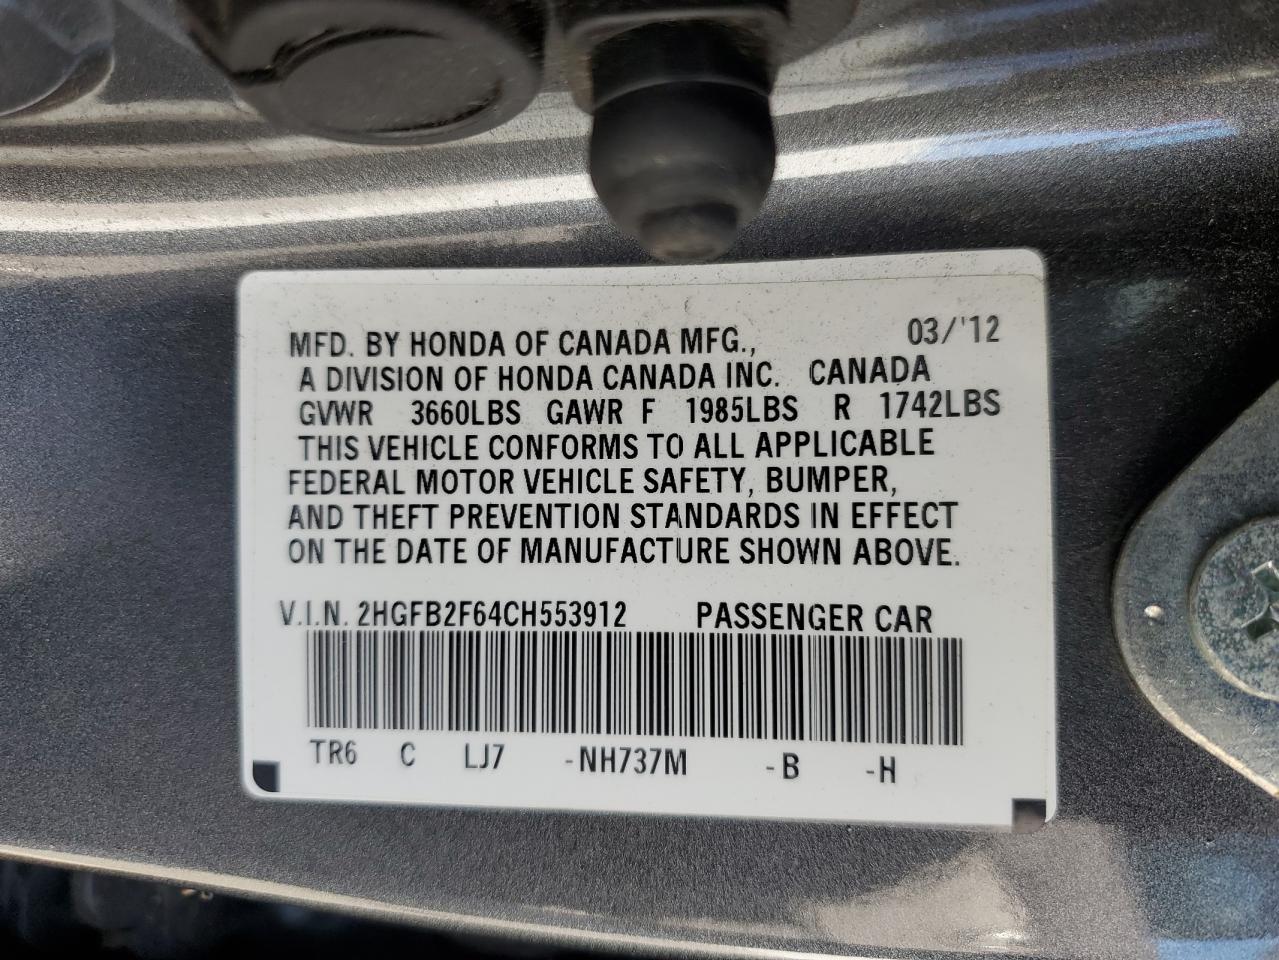 MFD. BY HONDA OF CANADA MFG., 03/'12
A DIVISION OF HONDA CANADA INC. CANADA
GVWR 3660LBS GAWR F 1985LBS R 1742LBS
THIS VEHICLE CONFORMS TO ALL APPLICABLE
FEDERAL MOTOR VEHICLE SAFETY, BUMPER,
AND THEFT PREVENTION STANDARDS IN EFFECT
ON THE DATE OF MANUFACTURE SHOWN ABOVE.
V.I.N. 2HGFB2F64CH553912 PASSENGER CAR
TR6 C LJ7 -NH737M -B -H